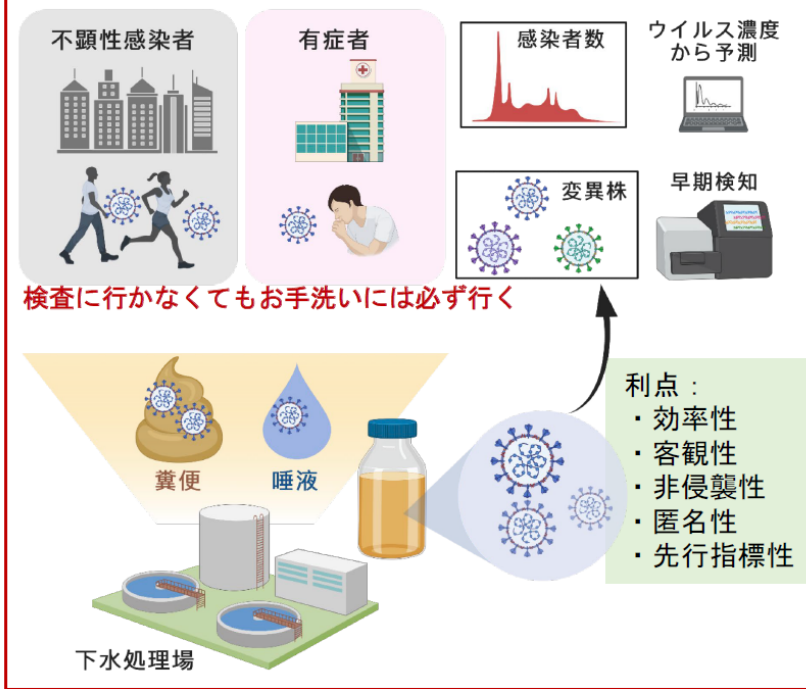 不顕性感染者
有症者
感染者数
ウイルス濃度
から予測
変異株
早期検知
検査に行かなくてもお手洗いには必ず行く
糞便
唾液
利点：
・効率性
・客観性
・非侵襲性
・匿名性
・先行指標性
下水処理場